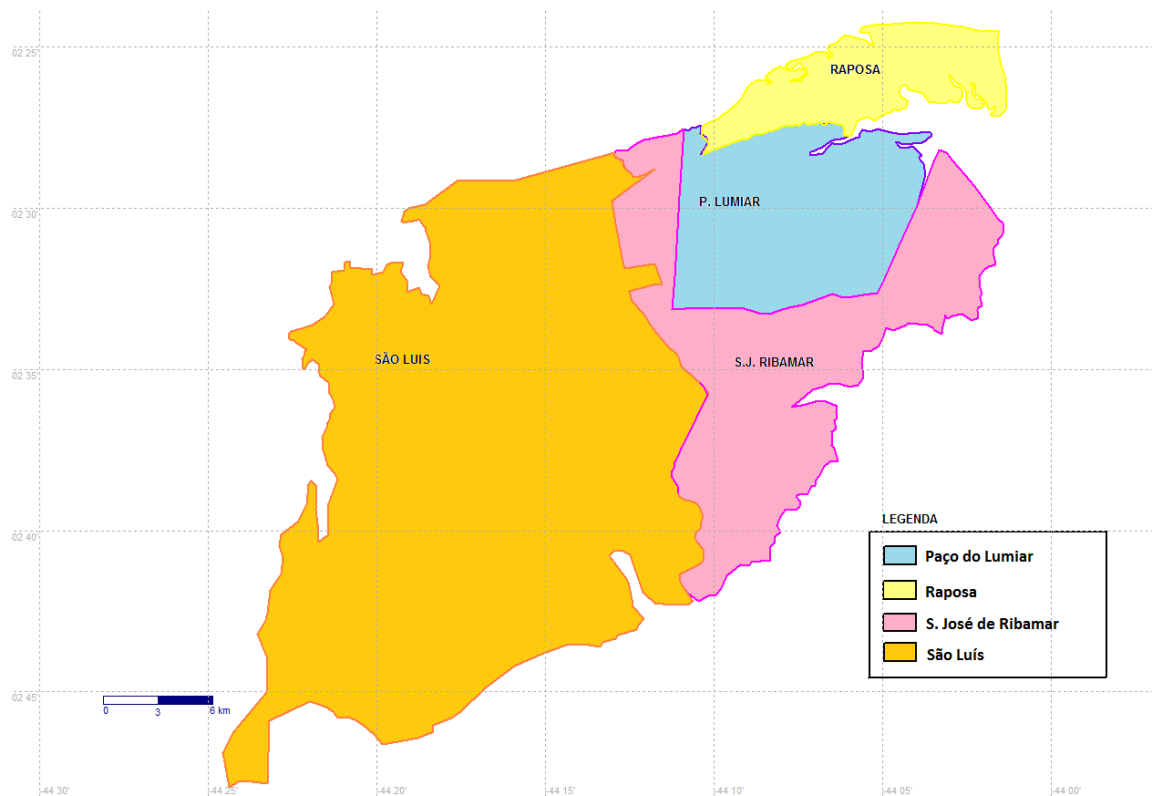 02 25'
RAPOSA
02 30'
P. LUMIAR
SÃO LUIS
S.J. RIBAMAR
02 35'
LEGENDA
02 40'
Paço do Lumiar
Raposa
S. José de Ribamar
São Luís
02 45'
0 3 6 km
-44 30' -44 25' -44 20' -44 15' -44 10' -44 05' -44 00'